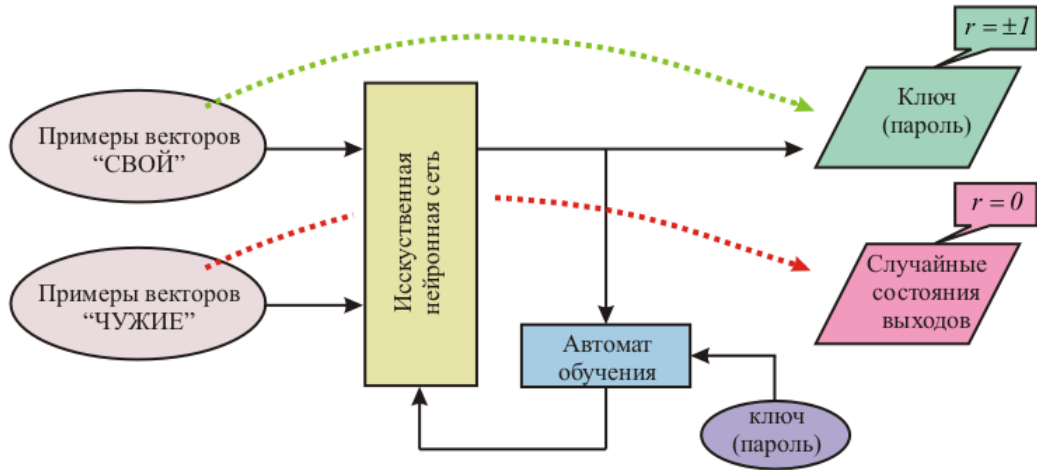 r = ±1
Ключ
(пароль)
Примеры векторов
“СВОЙ”
Исскуственная
нейронная сеть
r = 0
Случайные
состояния
выходов
Примеры векторов
“ЧУЖИЕ”
Автомат
обучения
ключ
(пароль)